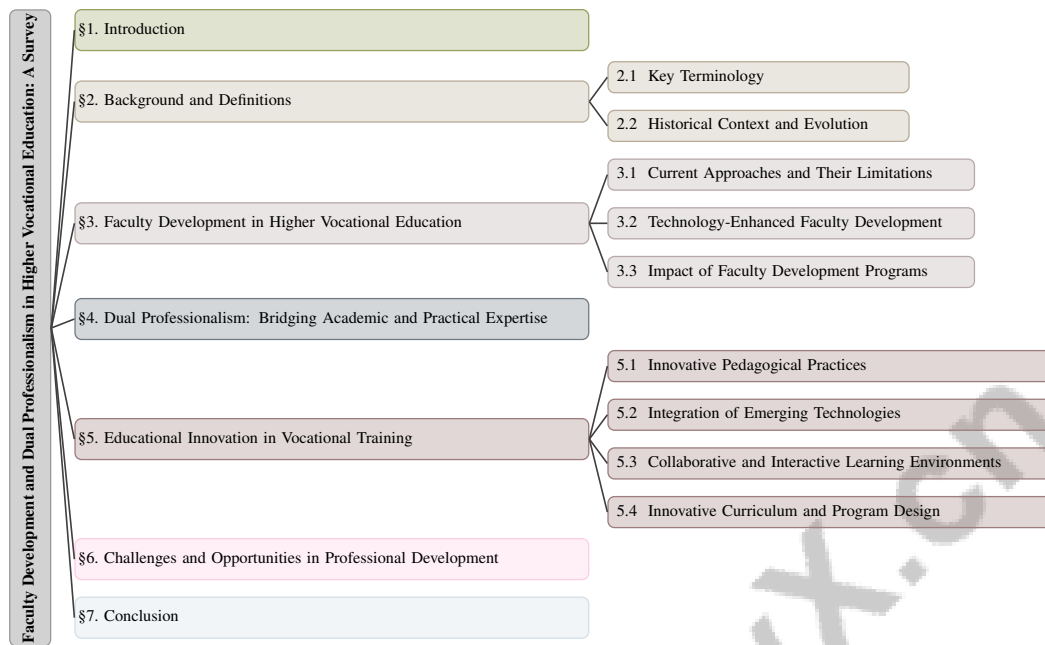 Faculty Development and Dual Professionalism in Higher Vocational Education: A Survey
§1. Introduction
§2. Background and Definitions
2.1 Key Terminology
2.2 Historical Context and Evolution
§3. Faculty Development in Higher Vocational Education
3.1 Current Approaches and Their Limitations
3.2 Technology-Enhanced Faculty Development
3.3 Impact of Faculty Development Programs
§4. Dual Professionalism: Bridging Academic and Practical Expertise
§5. Educational Innovation in Vocational Training
5.1 Innovative Pedagogical Practices
5.2 Integration of Emerging Technologies
5.3 Collaborative and Interactive Learning Environments
5.4 Innovative Curriculum and Program Design
§6. Challenges and Opportunities in Professional Development
§7. Conclusion